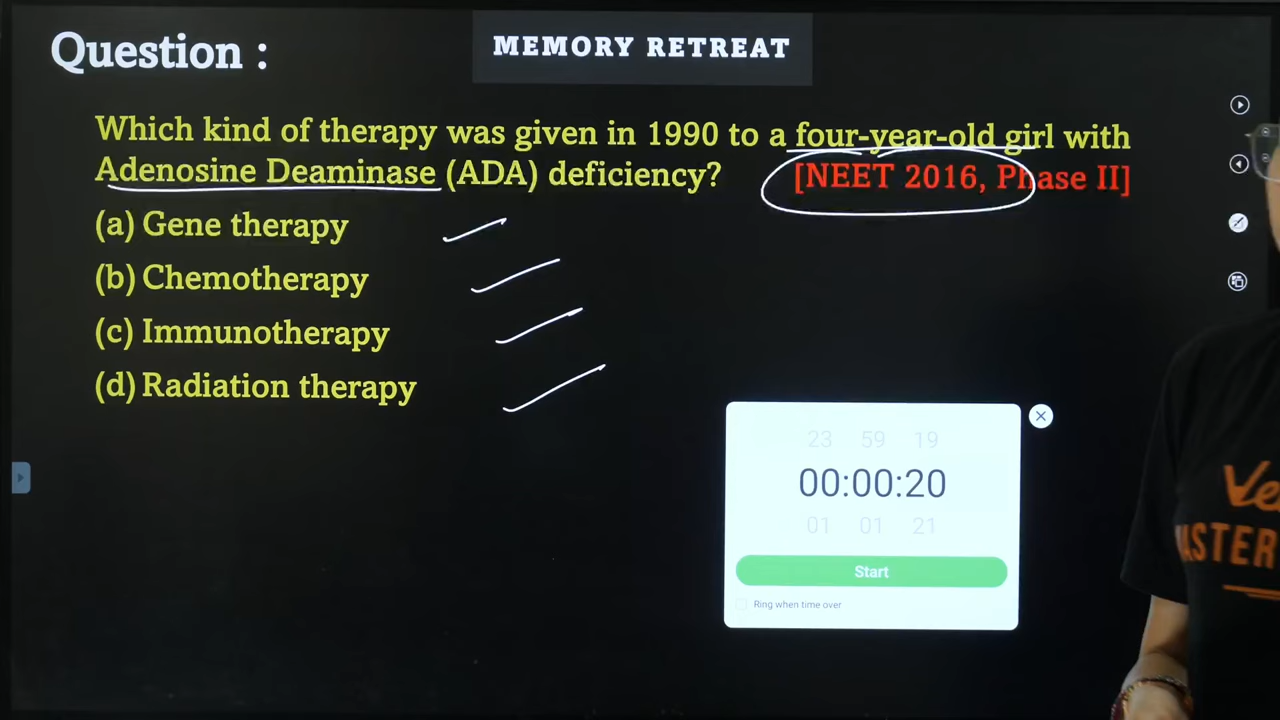 Question :
MEMORY RETREAT
Which kind of therapy was given in 1990 to a four-year-old girl with
Adenosine Deaminase (ADA) deficiency? [NEET 2016, Phase II]
(a) Gene therapy
(b) Chemotherapy
(c) Immunotherapy
(d) Radiation therapy
23 59 19
00:00:20
01 01 21
Start
Ring when time over